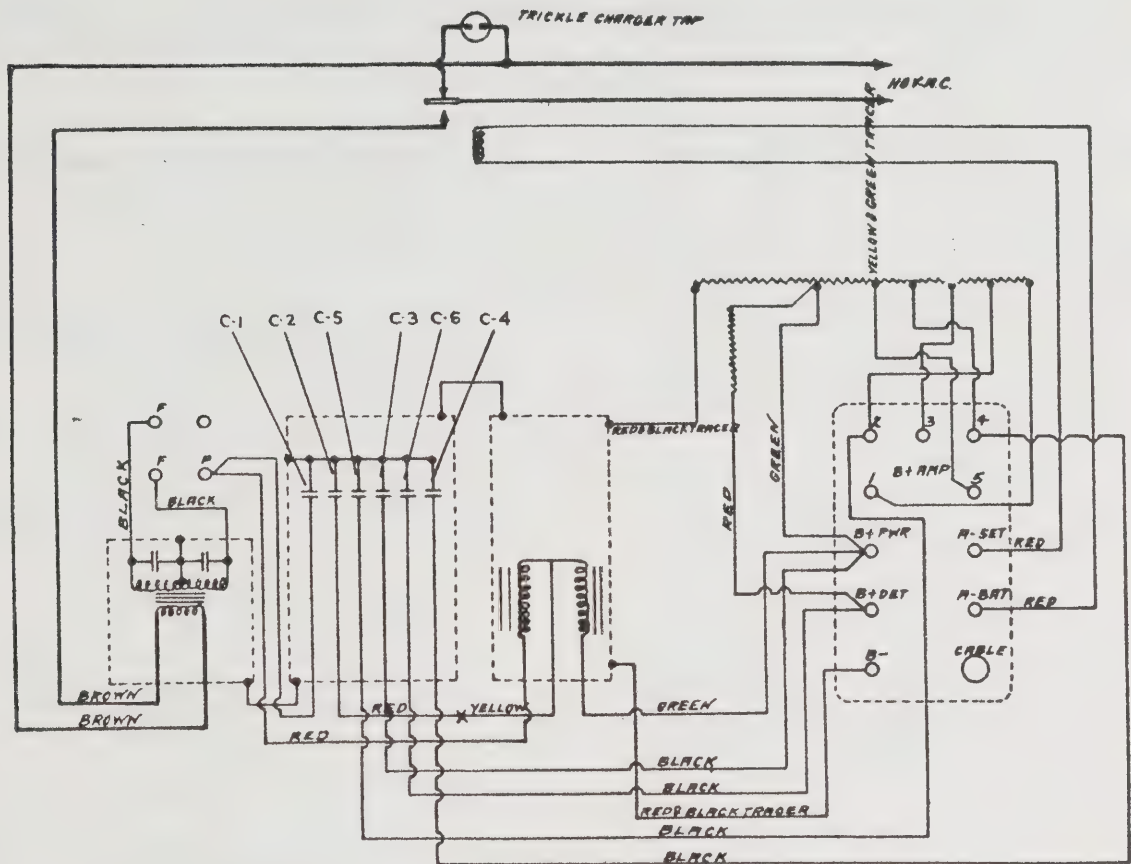 TRICKLE CHARGER TAP
110 V.A.C.
YELLOW & GREEN TRACER
C-1 C-2 C-5 C-3 C-6 C-4
F
F P
BLACK
BLACK
RED & BLACK TRACER
GREEN
RED
2 3 4
B+ AMP
1 5
B+ PWR A-SET RED
B+ DET A-BAT RED
B- CABLE
BROWN
BROWN
RED YELLOW GREEN
RED
BLACK
BLACK
RED & BLACK TRACER
BLACK
BLACK